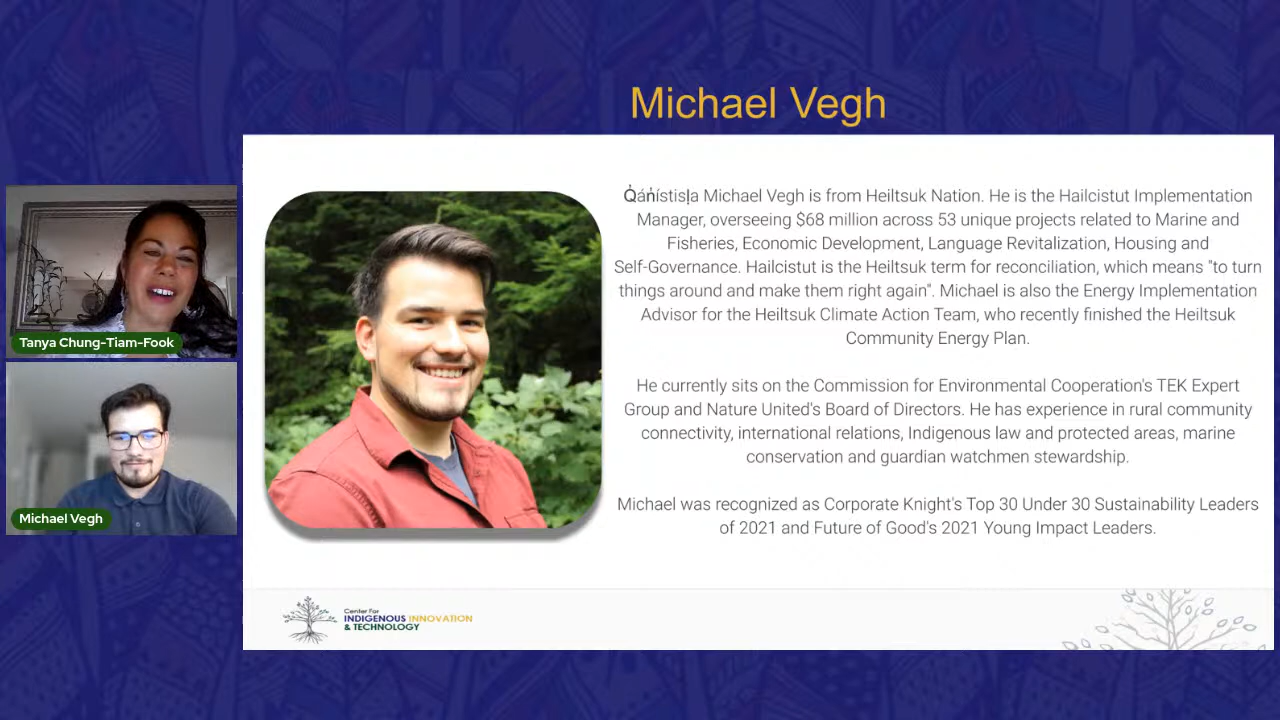 Michael Vegh
Q̓áṇ́ístisḷa Michael Vegh is from Heiltsuk Nation. He is the Hailcistut Implementation
Manager, overseeing $68 million across 53 unique projects related to Marine and
Fisheries, Economic Development, Language Revitalization, Housing and
Self-Governance. Hailcistut is the Heiltsuk term for reconciliation, which means "to turn
things around and make them right again". Michael is also the Energy Implementation
Advisor for the Heiltsuk Climate Action Team, who recently finished the Heiltsuk
Community Energy Plan.
He currently sits on the Commission for Environmental Cooperation's TEK Expert
Group and Nature United's Board of Directors. He has experience in rural community
connectivity, international relations, Indigenous law and protected areas, marine
conservation and guardian watchmen stewardship.
Michael was recognized as Corporate Knight's Top 30 Under 30 Sustainability Leaders
of 2021 and Future of Good's 2021 Young Impact Leaders.
Tanya Chung-Tiam-Fook
Michael Vegh
Center For
INDIGENOUS INNOVATION
& TECHNOLOGY